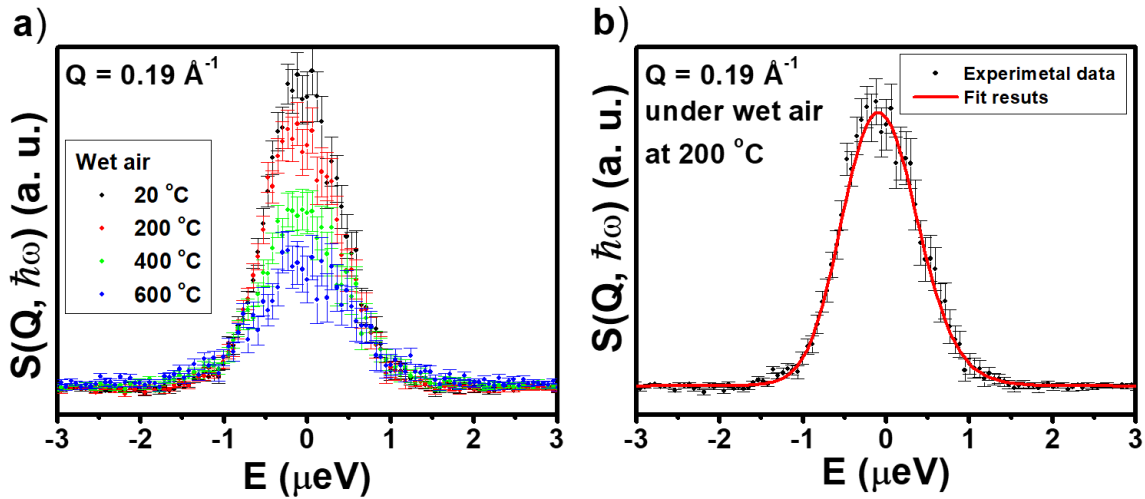 a)
Q = 0.19 Å⁻¹
Wet air
20 °C
200 °C
400 °C
600 °C
S(Q, ℏω) (a. u.)
-3 -2 -1 0 1 2 3
E (μeV)
b)
Q = 0.19 Å⁻¹
under wet air
at 200 °C
Experimetal data
Fit resuts
S(Q, ℏω) (a. u.)
-3 -2 -1 0 1 2 3
E (μeV)